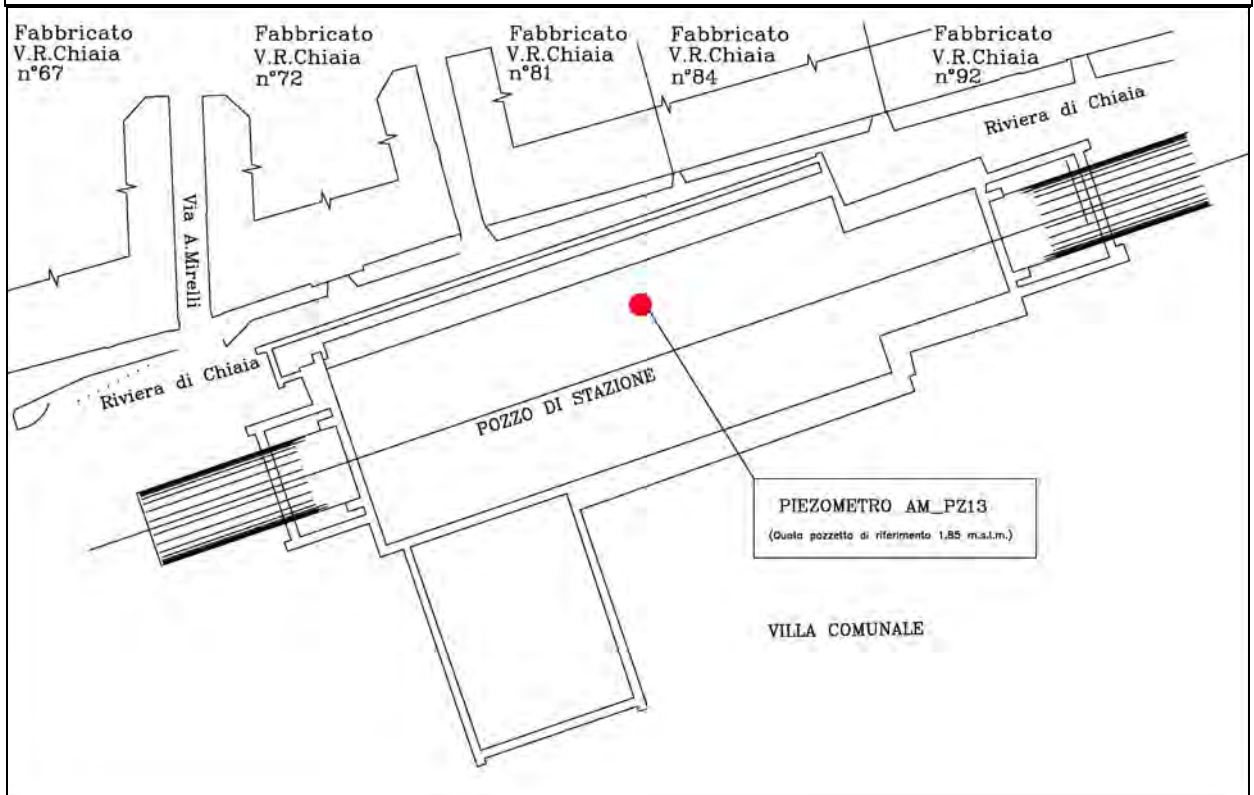 Fabbricato
V.R.Chiaia
n°67
Fabbricato
V.R.Chiaia
n°72
Fabbricato
V.R.Chiaia
n°81
Fabbricato
V.R.Chiaia
n°84
Fabbricato
V.R.Chiaia
n°92
Riviera di Chiaia
Via A.Mirelli
Riviera di Chiaia
POZZO DI STAZIONE
PIEZOMETRO AM_PZ13
(Quota pozzetto di riferimento 1,85 m.s.l.m.)
VILLA COMUNALE